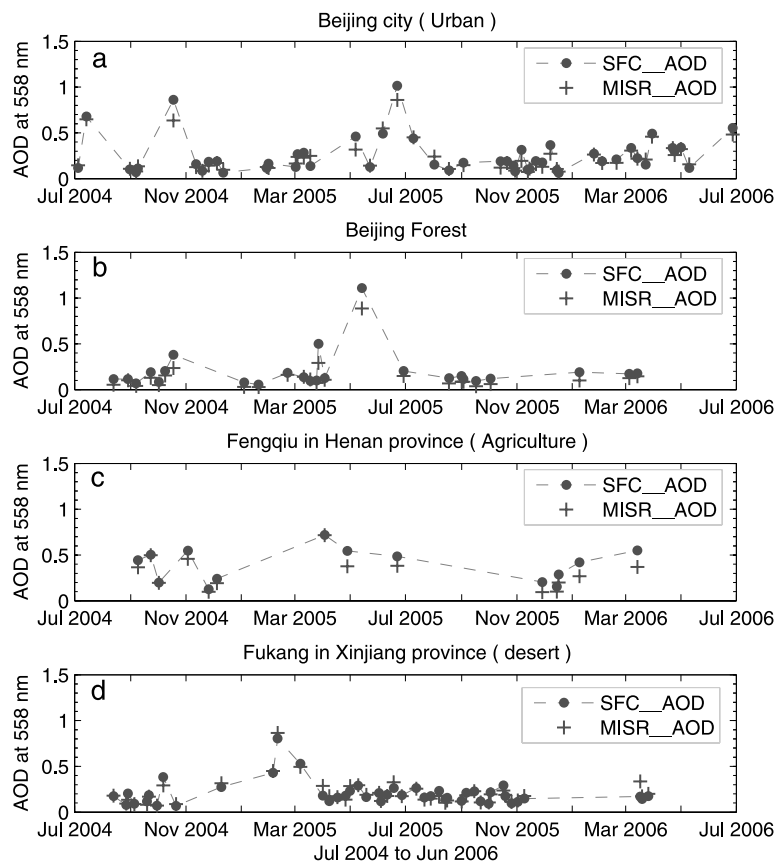 Beijing city ( Urban )
a
SFC__AOD
MISR__AOD
AOD at 558 nm
1.5
1
0.5
0
Jul 2004 Nov 2004 Mar 2005 Jul 2005 Nov 2005 Mar 2006 Jul 2006
Beijing Forest
b
SFC__AOD
MISR__AOD
AOD at 558 nm
1.5
1
0.5
0
Jul 2004 Nov 2004 Mar 2005 Jul 2005 Nov 2005 Mar 2006 Jul 2006
Fengqiu in Henan province ( Agriculture )
c
SFC__AOD
MISR__AOD
AOD at 558 nm
1.5
1
0.5
0
Jul 2004 Nov 2004 Mar 2005 Jul 2005 Nov 2005 Mar 2006 Jul 2006
Fukang in Xinjiang province ( desert )
d
SFC__AOD
MISR__AOD
AOD at 558 nm
1.5
1
0.5
0
Jul 2004 Nov 2004 Mar 2005 Jul 2005 Nov 2005 Mar 2006 Jul 2006
Jul 2004 to Jun 2006